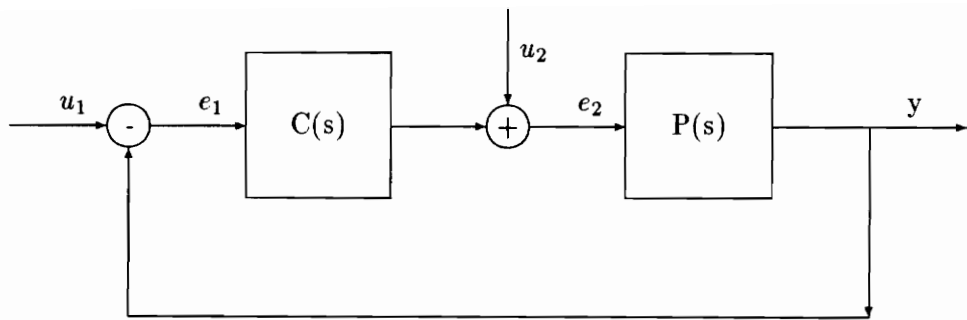 u₂
u₁
-
e₁
C(s)
+
e₂
P(s)
y